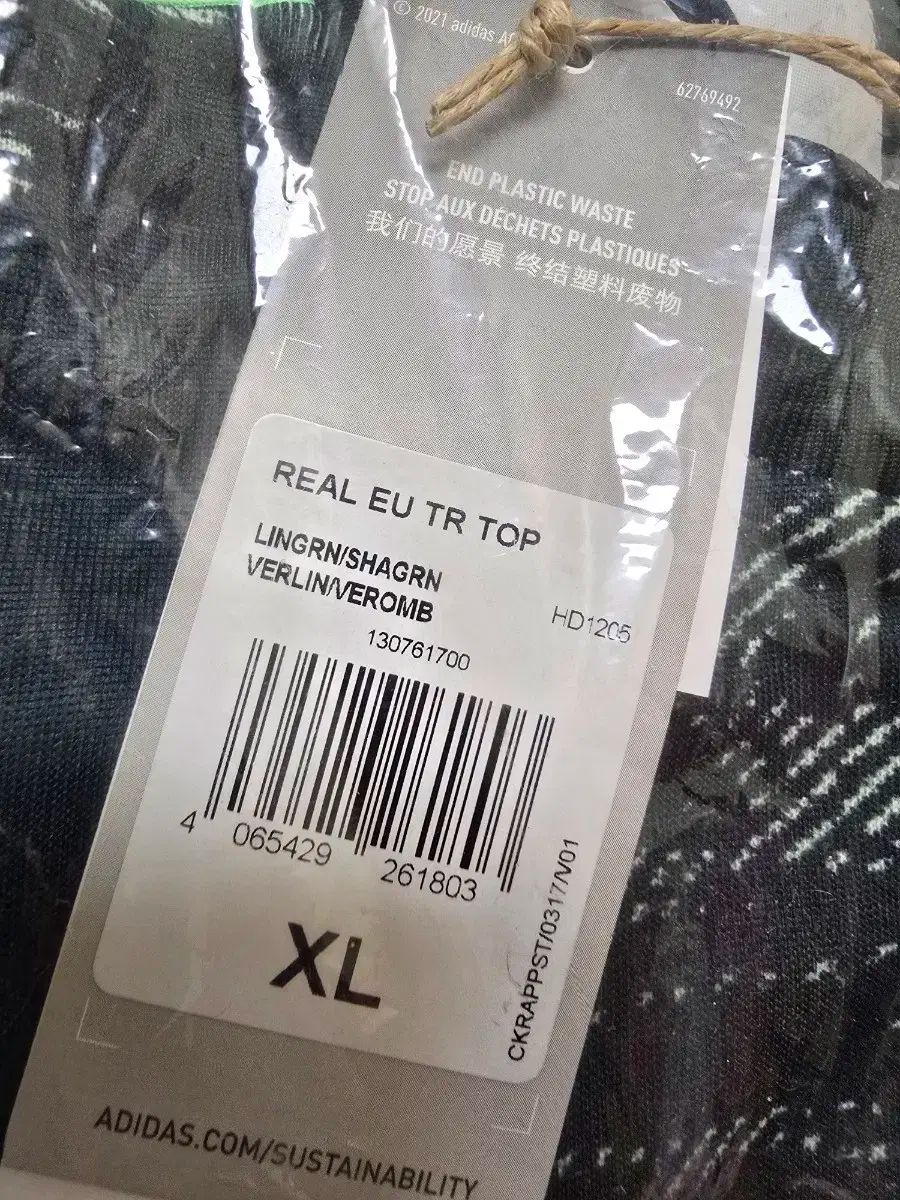 © 2021 adidas
62769492
END PLASTIC WASTE
STOP AUX DÉCHETS PLASTIQUES
我们的愿景 终结塑料废物
REAL EU TR TOP
LINGRN/SHAGRN
VERLIN/VEROMB
HD1205
130761700
4 065429 261803
XL
CKRAPPST/0317/V01
ADIDAS.COM/SUSTAINABILITY